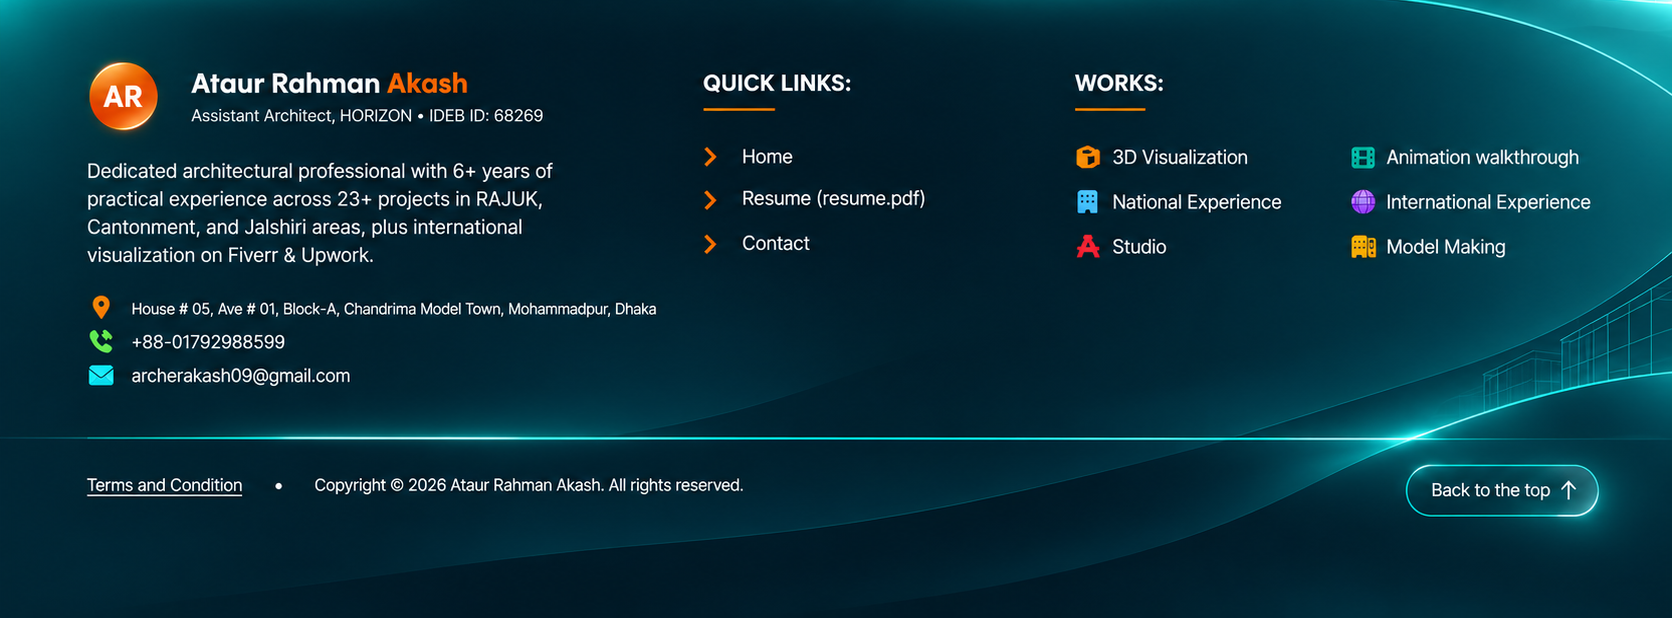 AR
Ataur Rahman Akash
Assistant Architect, HORIZON • IDEB ID: 68269
Dedicated architectural professional with 6+ years of
practical experience across 23+ projects in RAJUK,
Cantonment, and Jalshiri areas, plus international
visualization on Fiverr & Upwork.
House # 05, Ave # 01, Block-A, Chandrima Model Town, Mohammadpur, Dhaka
+88-01792988599
archerakash09@gmail.com
QUICK LINKS:
Home
Resume (resume.pdf)
Contact
WORKS:
3D Visualization
National Experience
Studio
Animation walkthrough
International Experience
Model Making
Terms and Condition • Copyright © 2026 Ataur Rahman Akash. All rights reserved.
Back to the top ↑